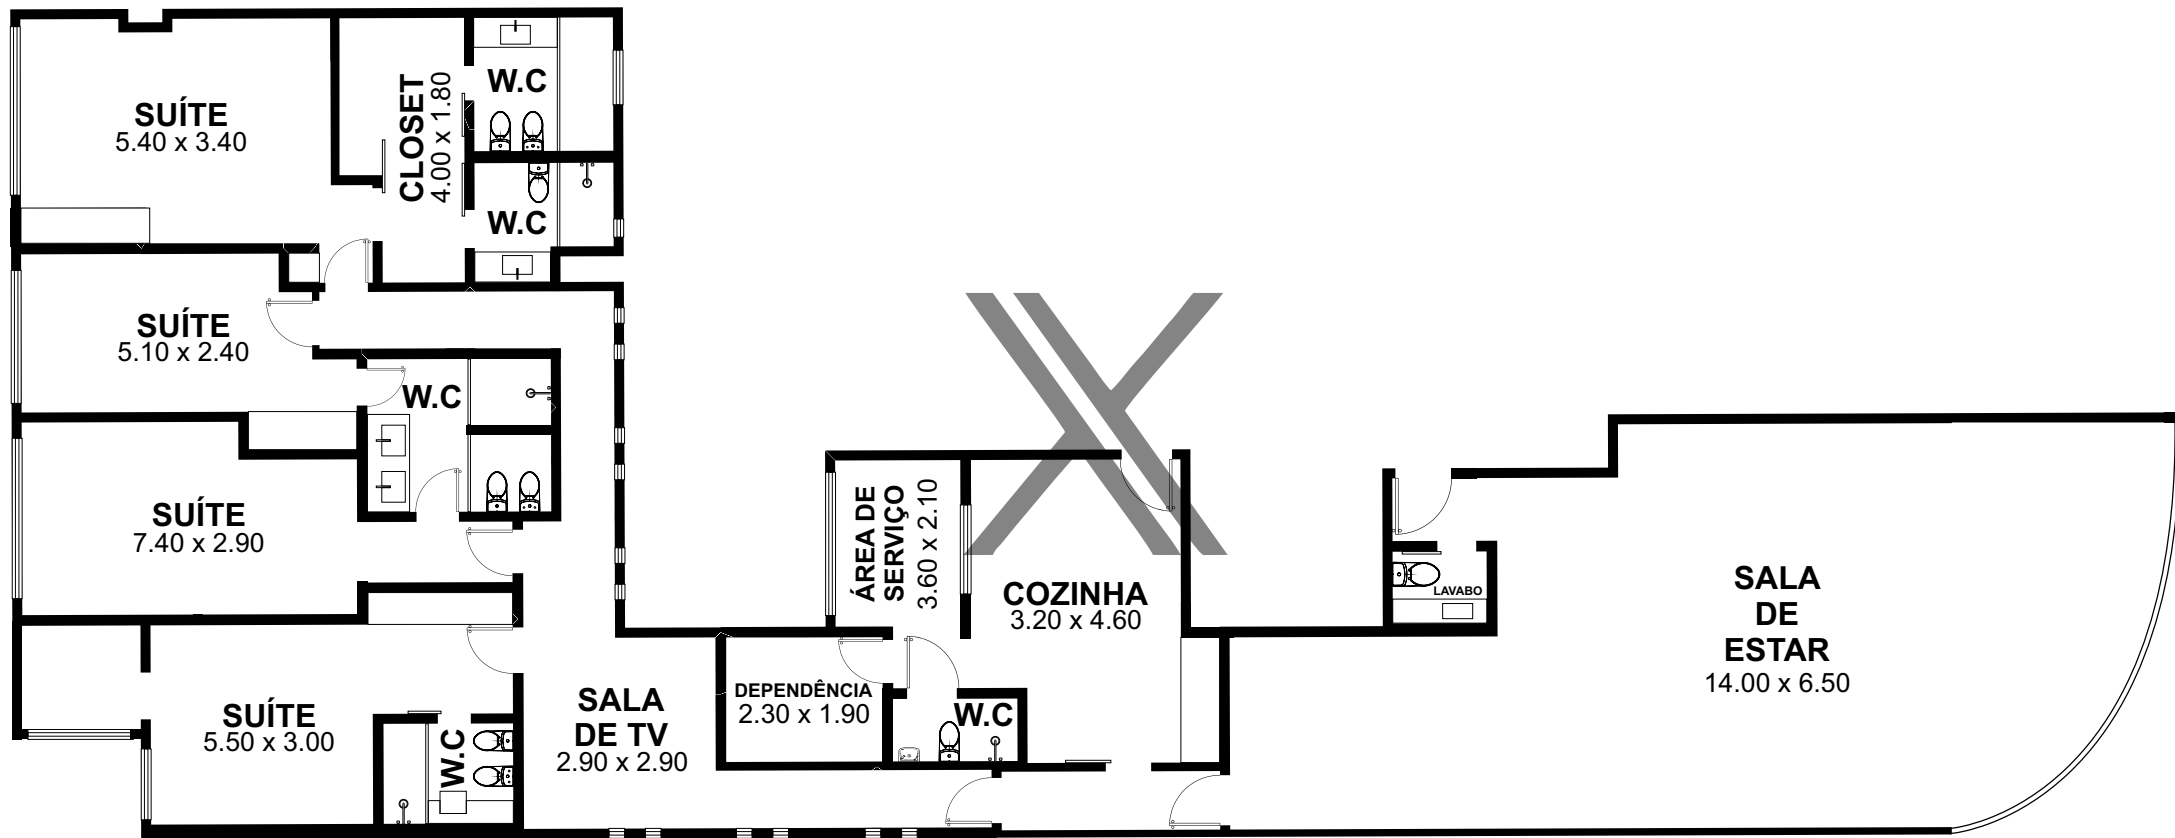 SUÍTE
5.40 x 3.40
CLOSET
4.00 x 1.80
W.C
W.C
SUÍTE
5.10 x 2.40
W.C
SUÍTE
7.40 x 2.90
SUÍTE
5.50 x 3.00
W.C
SALA
DE TV
2.90 x 2.90
DEPENDÊNCIA
2.30 x 1.90
W.C
ÁREA DE
SERVIÇO
3.60 x 2.10
COZINHA
3.20 x 4.60
LAVABO
SALA
DE
ESTAR
14.00 x 6.50